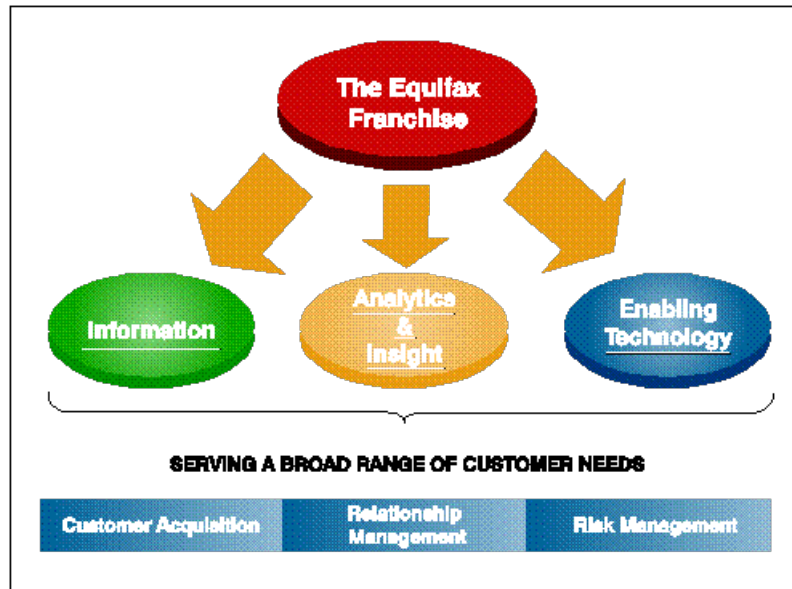 The Equifax
Franchise
Information
Analytics
&
Insight
Enabling
Technology
SERVING A BROAD RANGE OF CUSTOMER NEEDS
Customer Acquisition
Relationship
Management
Risk Management